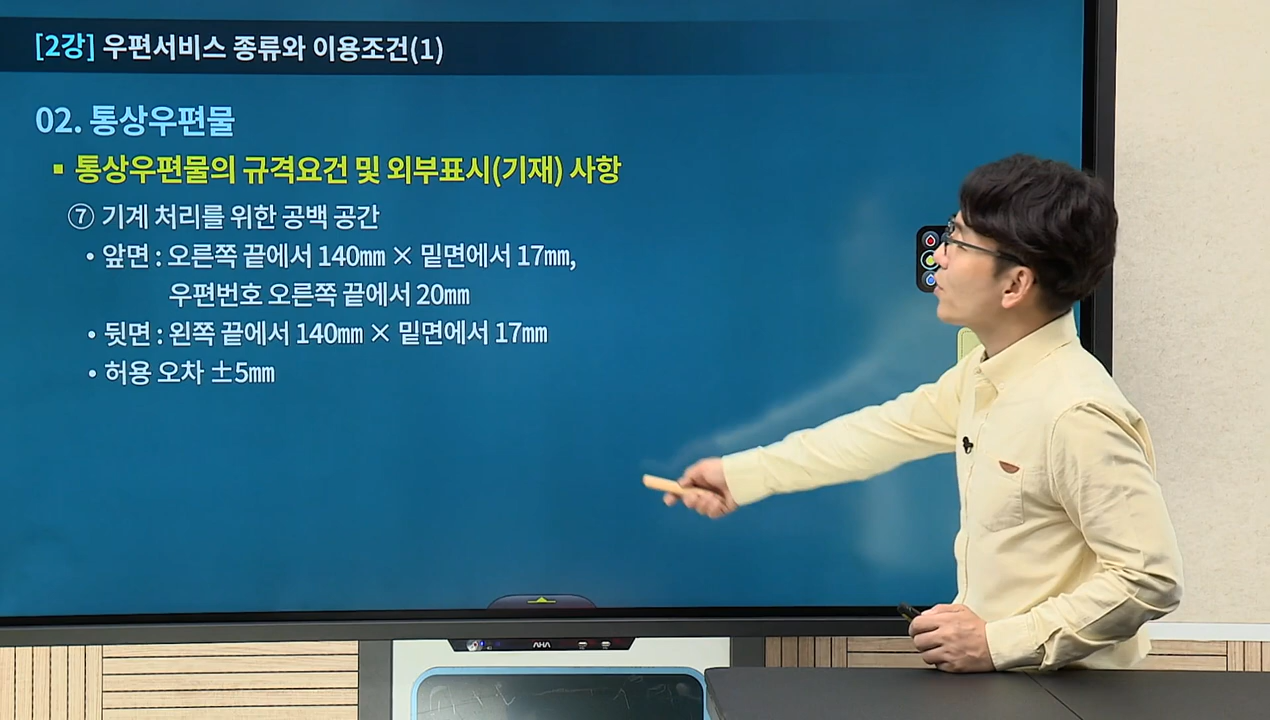 [2강] 우편서비스 종류와 이용조건(1)
02. 통상우편물
▪ 통상우편물의 규격요건 및 외부표시(기재) 사항
⑦ 기계 처리를 위한 공백 공간
• 앞면 : 오른쪽 끝에서 140㎜ × 밑면에서 17㎜,
우편번호 오른쪽 끝에서 20㎜
• 뒷면 : 왼쪽 끝에서 140㎜ × 밑면에서 17㎜
• 허용 오차 ±5㎜
AHA